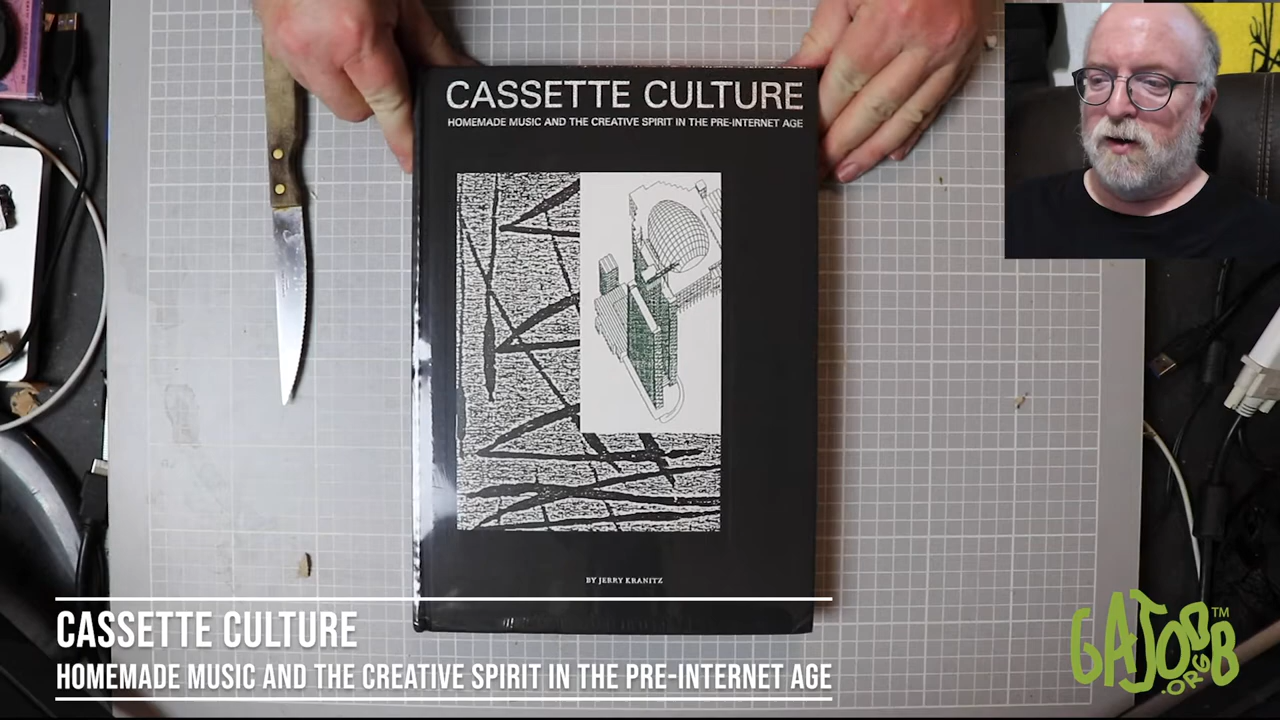 CASSETTE CULTURE
HOMEMADE MUSIC AND THE CREATIVE SPIRIT IN THE PRE-INTERNET AGE
BY JERRY KRANITZ
CASSETTE CULTURE
HOMEMADE MUSIC AND THE CREATIVE SPIRIT IN THE PRE-INTERNET AGE
GAJOOB™
.ORG